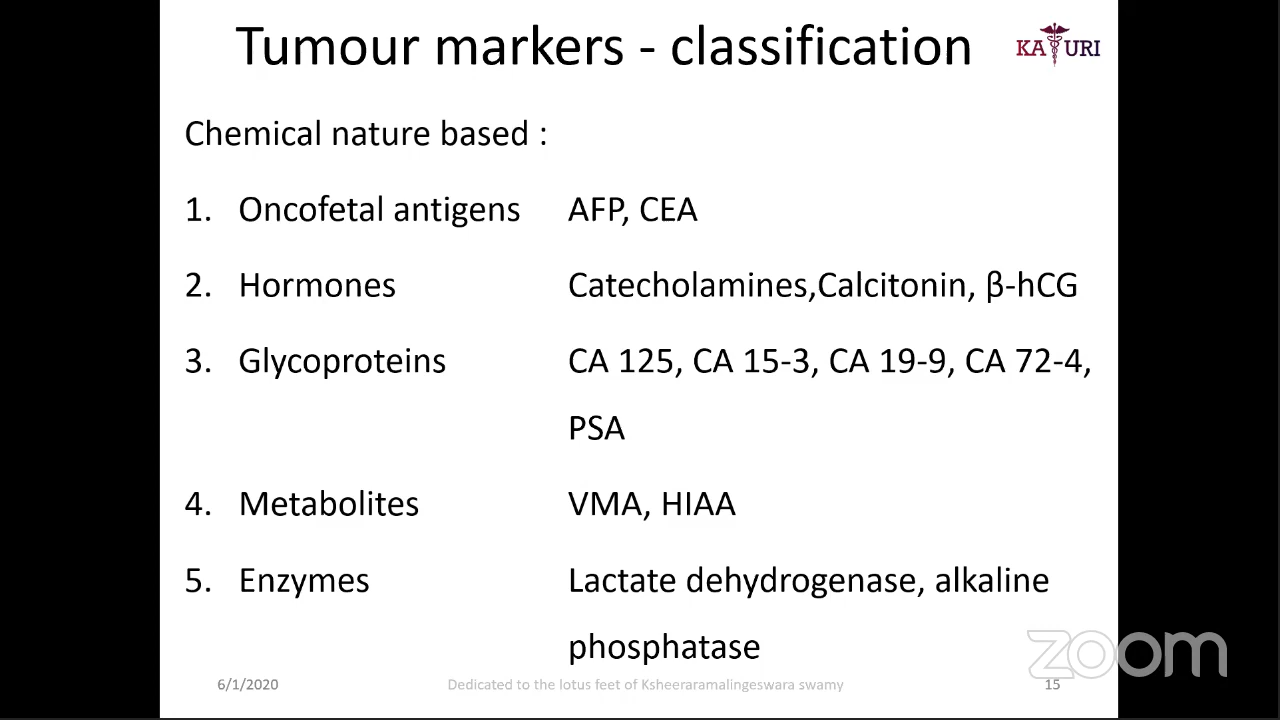 Tumour markers - classification
KATURI
Chemical nature based :
1. Oncofetal antigens AFP, CEA
2. Hormones Catecholamines,Calcitonin, β-hCG
3. Glycoproteins CA 125, CA 15-3, CA 19-9, CA 72-4,
PSA
4. Metabolites VMA, HIAA
5. Enzymes Lactate dehydrogenase, alkaline
phosphatase
zoom
6/1/2020 Dedicated to the lotus feet of Ksheeraramalingeswara swamy 15